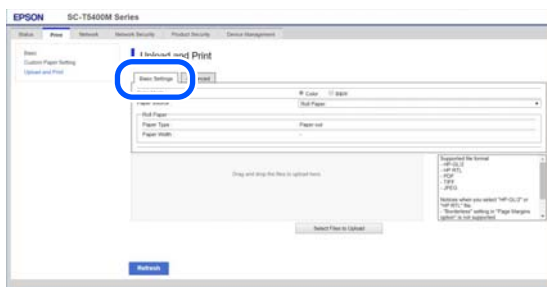 EPSON SC-T5400M Series
Status Print Network Network Security Product Security Device Management
Basic
Custom Paper Setting
Upload and Print
Upload and Print
Basic Settings
Color B&W
Roll Paper
Roll Paper
Paper Type : Paper out
Paper Width : -
Drag and drop the files to upload here.
Supported file format
- HP-GL/2
- HP RTL
- PDF
- TIFF
- JPEG
Notices when you select "HP-GL/2" or
"HP RTL" file.
- "Borderless" setting in "Page Margins
option" is not supported.
Select Files to Upload
Refresh